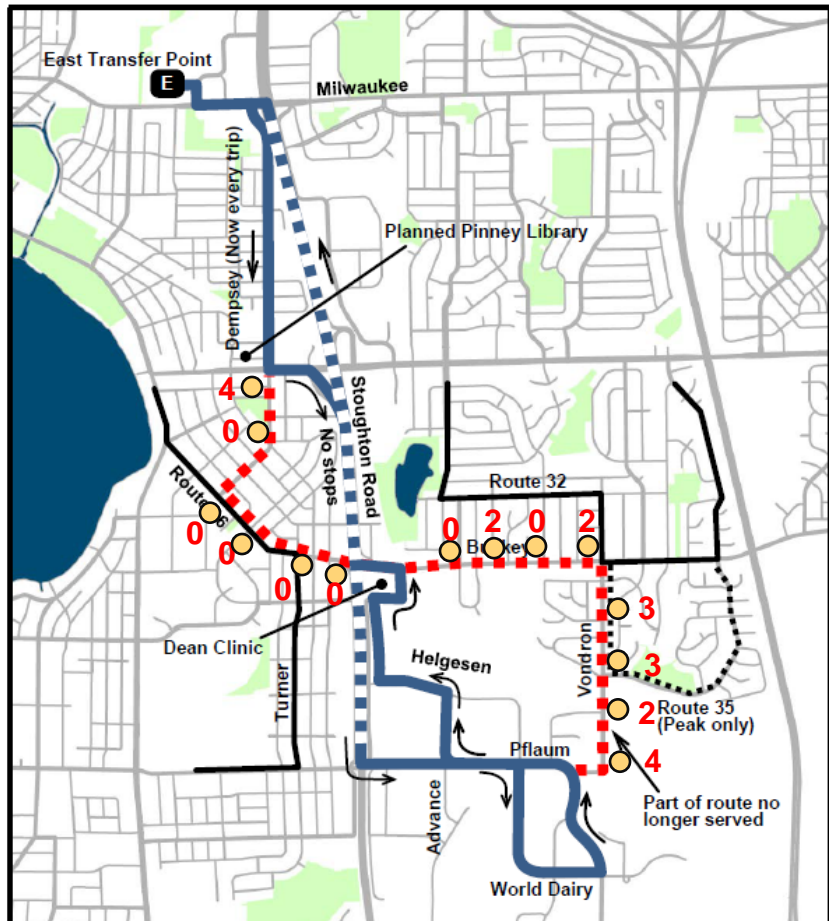 East Transfer Point
E
Milwaukee
Dempsey (Now every trip)
Planned Pinney Library
4
0
No stops
Stoughton Road
Route 32
0
0
0
0
0
2
0
2
Dean Clinic
3
Helgesen
Vondron
3
Turner
2
Route 35
(Peak only)
Pflaum
4
Advance
Part of route no
longer served
World Dairy